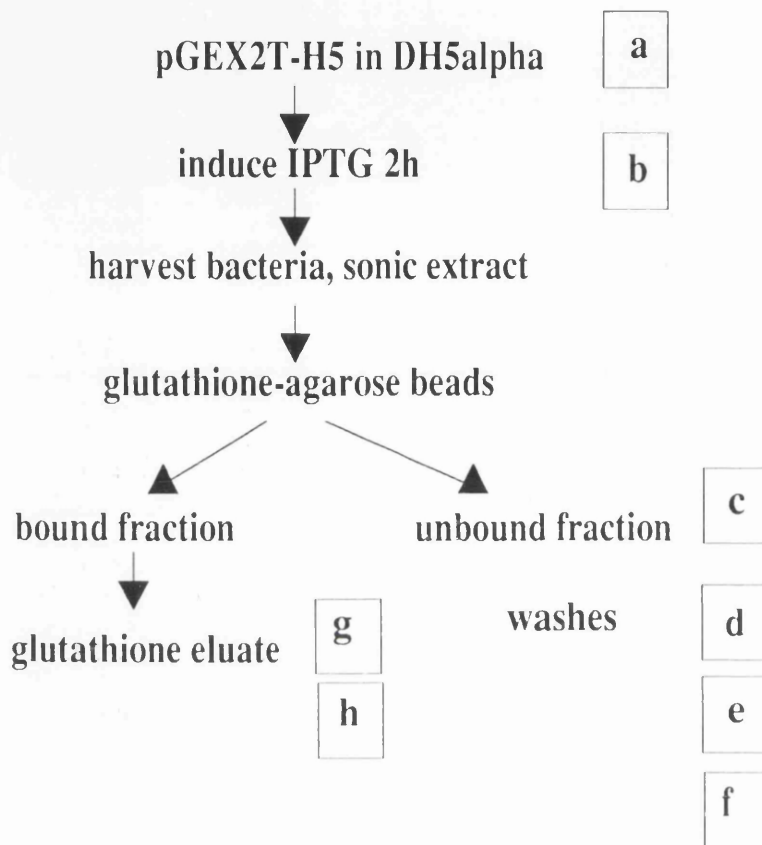 pGEX2T-H5 in DH5alpha a
induce IPTG 2h b
harvest bacteria, sonic extract
glutathione-agarose beads
bound fraction unbound fraction c
glutathione eluate g washes d
h e
f